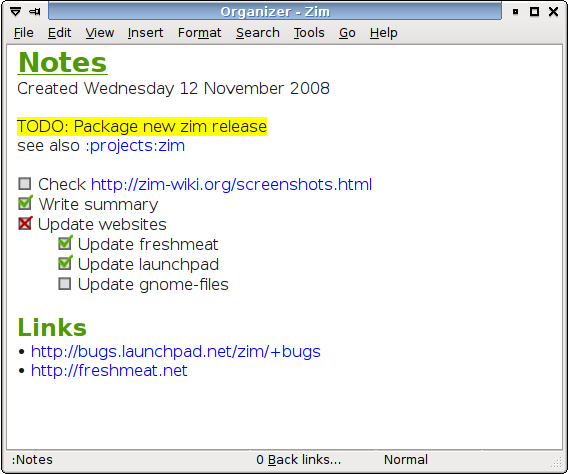 Organizer - Zim
File Edit View Insert Format Search Tools Go Help
Notes
Created Wednesday 12 November 2008
TODO: Package new zim release
see also :projects:zim
Check http://zim-wiki.org/screenshots.html
Write summary
Update websites
Update freshmeat
Update launchpad
Update gnome-files
Links
• http://bugs.launchpad.net/zim/+bugs
• http://freshmeat.net
:Notes 0 Back links... Normal